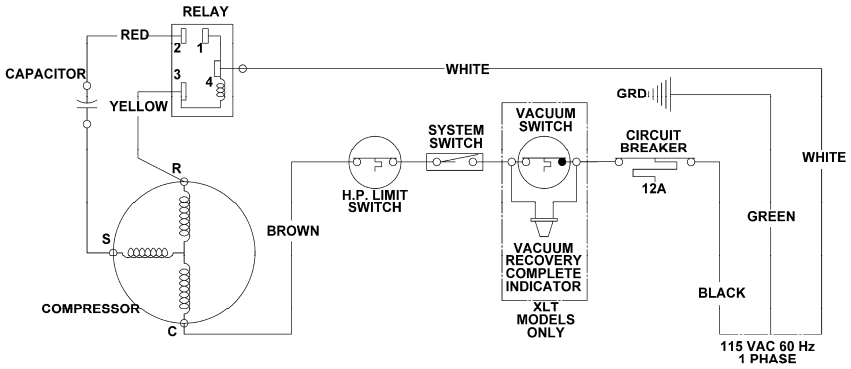 RELAY
RED
2
1
CAPACITOR
3
4
YELLOW
WHITE
GRD
VACUUM
SWITCH
SYSTEM
SWITCH
CIRCUIT
BREAKER
WHITE
R
H.P. LIMIT
SWITCH
12A
GREEN
S
BROWN
VACUUM
RECOVERY
COMPLETE
INDICATOR
BLACK
COMPRESSOR
C
XLT
MODELS
ONLY
115 VAC 60 Hz
1 PHASE